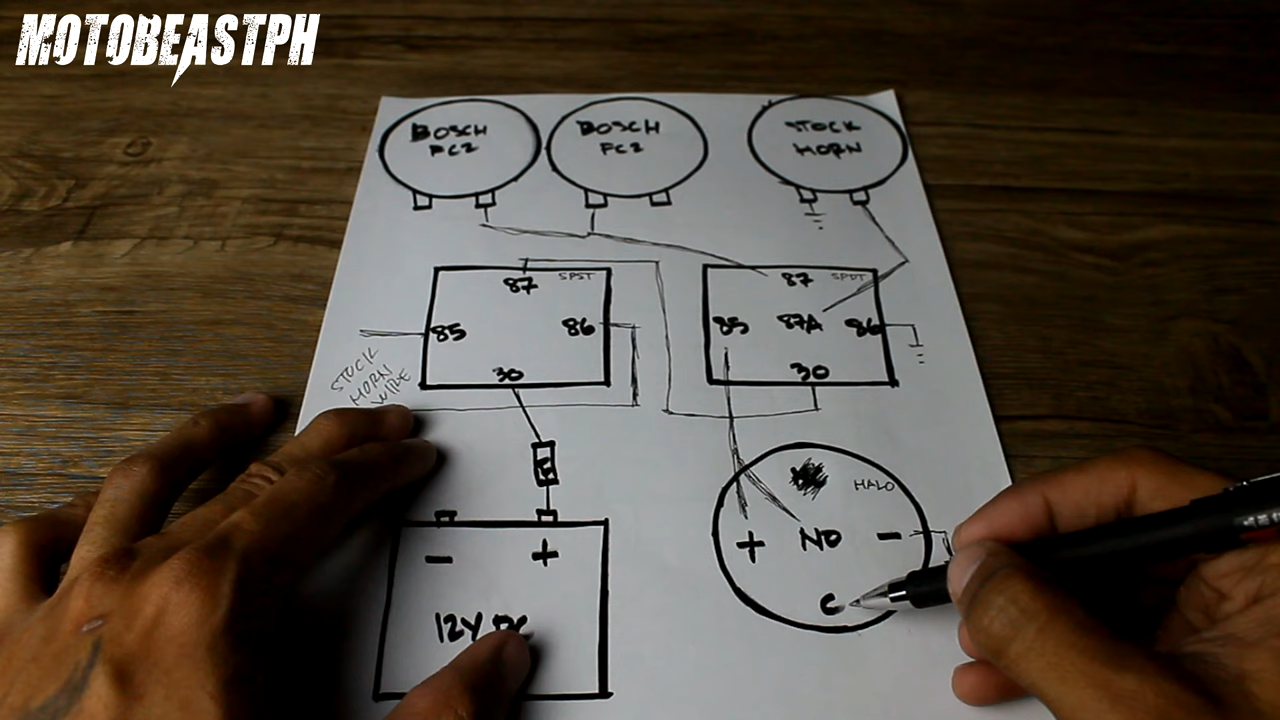 MOTOBEASTPH
BOSCH
FC2
BOSCH
FC2
STOCK
HORN
87
SPST
85
86
30
STOCK
HORN
WIRE
87
SPDT
85
87A
86
30
HALO
+
NO
-
C
-
+
12V DC